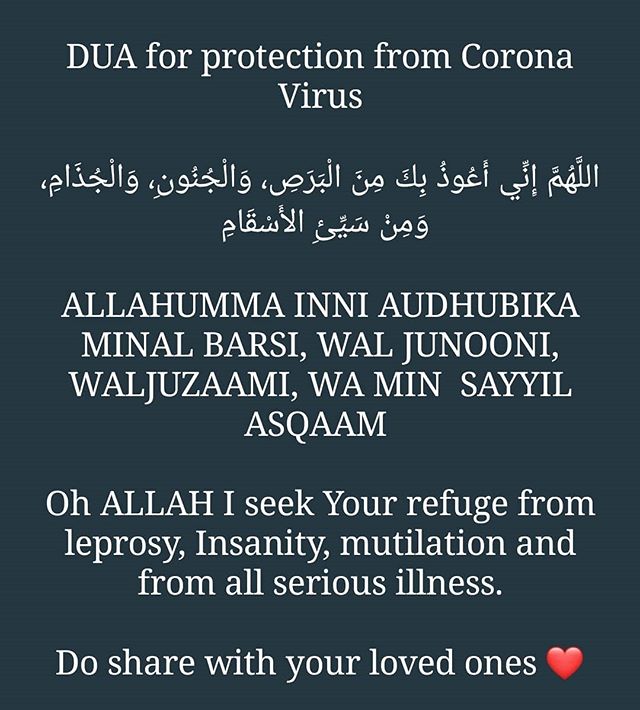 DUA for protection from Corona
Virus
اللَّهُمَّ إِنِّي أَعُوذُ بِكَ مِنَ الْبَرَصِ، وَالْجُنُونِ، وَالْجُذَامِ،
وَمِنْ سَيِّئِ الأَسْقَامِ
ALLAHUMMA INNI AUDHUBIKA
MINAL BARSI, WAL JUNOONI,
WALJUZAAMI, WA MIN  SAYYIL
ASQAAM
Oh ALLAH I seek Your refuge from
leprosy, Insanity, mutilation and
from all serious illness.
Do share with your loved ones ❤️